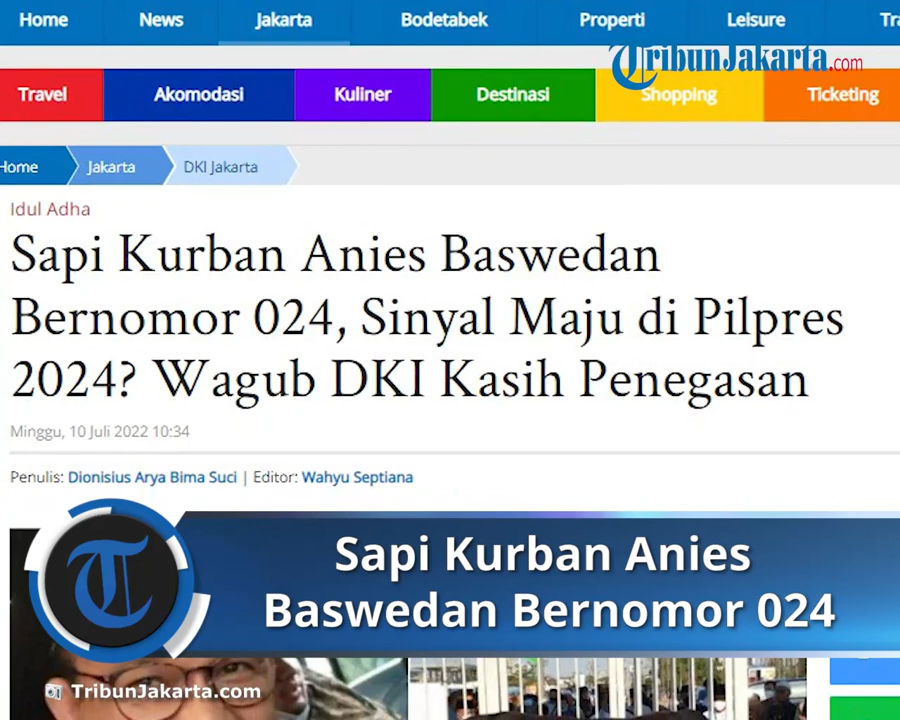 Home News Jakarta Bodetabek Properti Leisure
TribunJakarta.com
Travel Akomodasi Kuliner Destinasi Shopping Ticketing
Home Jakarta DKI Jakarta
Idul Adha
Sapi Kurban Anies Baswedan
Bernomor 024, Sinyal Maju di Pilpres
2024? Wagub DKI Kasih Penegasan
Minggu, 10 Juli 2022 10:34
Penulis: Dionisius Arya Bima Suci | Editor: Wahyu Septiana
Sapi Kurban Anies
Baswedan Bernomor 024
T
TribunJakarta.com